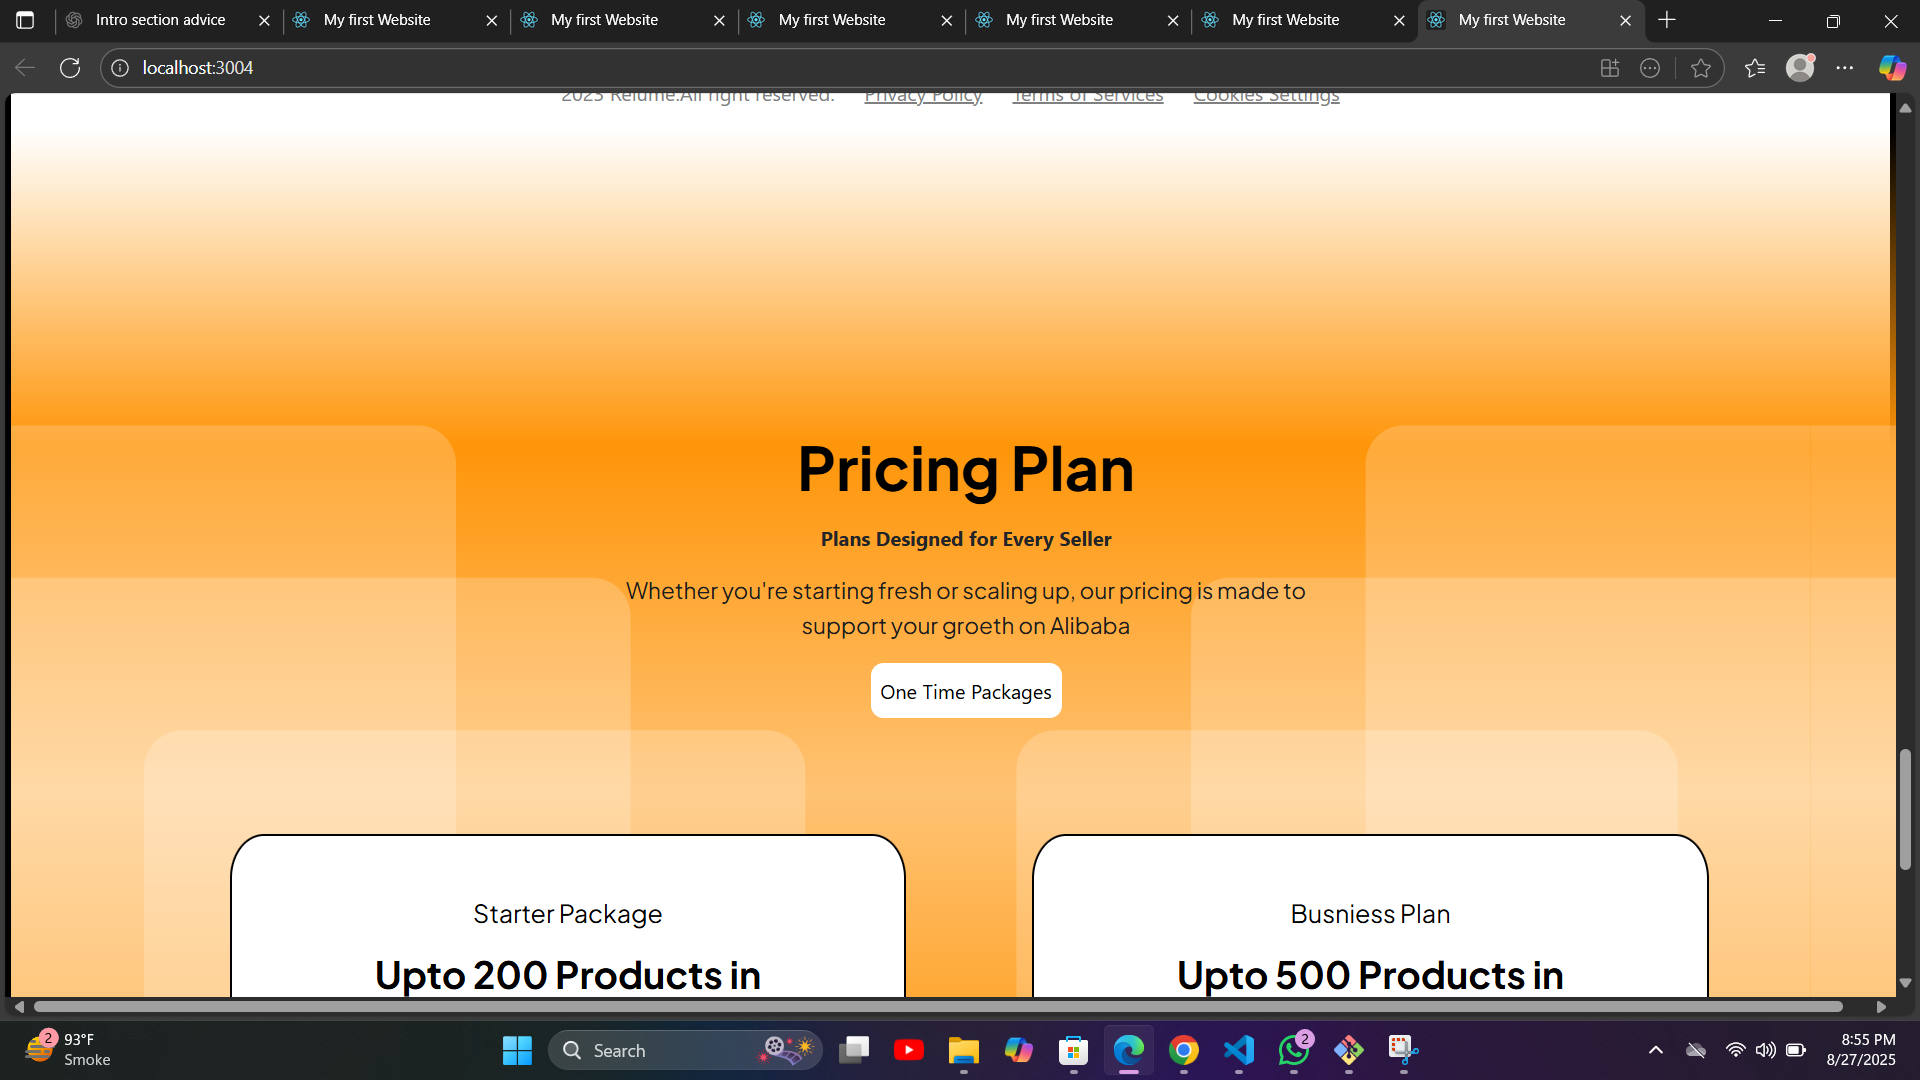 Intro section advice
My first Website
My first Website
My first Website
My first Website
My first Website
My first Website
localhost:3004
2025 Relume.All right reserved. Privacy Policy Terms of Services Cookies Settings
Pricing Plan
Plans Designed for Every Seller
Whether you're starting fresh or scaling up, our pricing is made to
support your groeth on Alibaba
One Time Packages
Starter Package
Upto 200 Products in
Busniess Plan
Upto 500 Products in
2
93°F
Smoke
Search
2
8:55 PM
8/27/2025